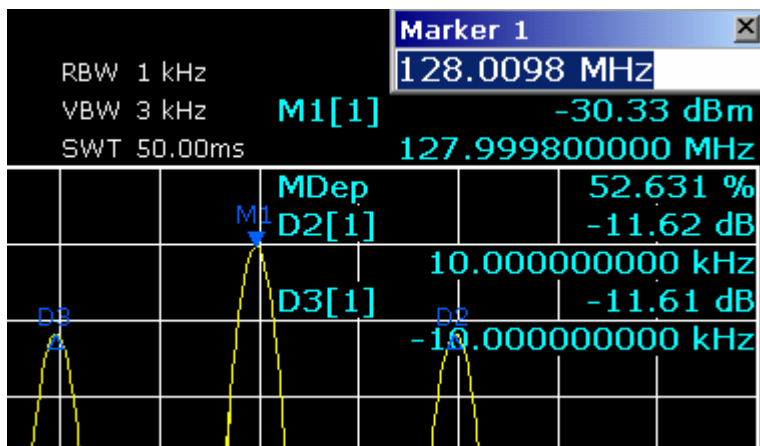 Marker 1
128.0098 MHz
RBW 1 kHz
VBW 3 kHz M1[1] -30.33 dBm
SWT 50.00ms 127.999800000 MHz
MDep 52.631 %
M1 D2[1] -11.62 dB
10.000000000 kHz
D3[1] -11.61 dB
D3 D2
-10.000000000 kHz